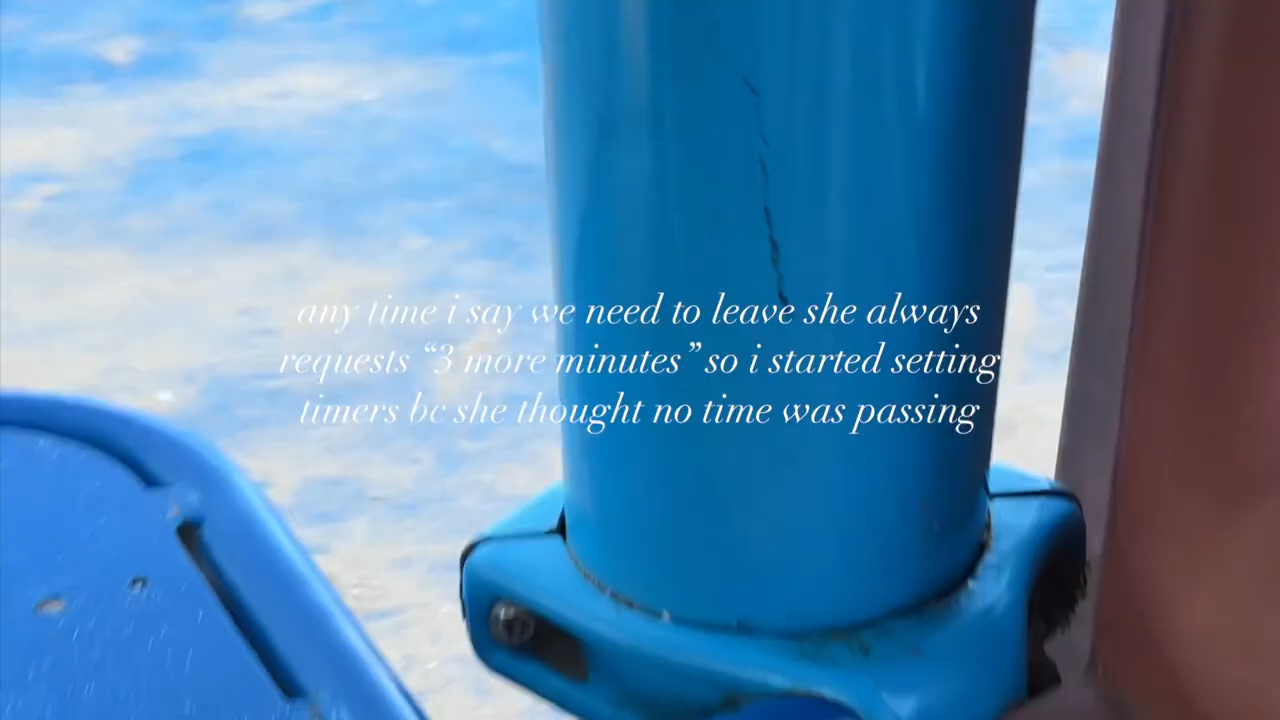 any time i say we need to leave she always
requests “3 more minutes” so i started setting
timers bc she thought no time was passing